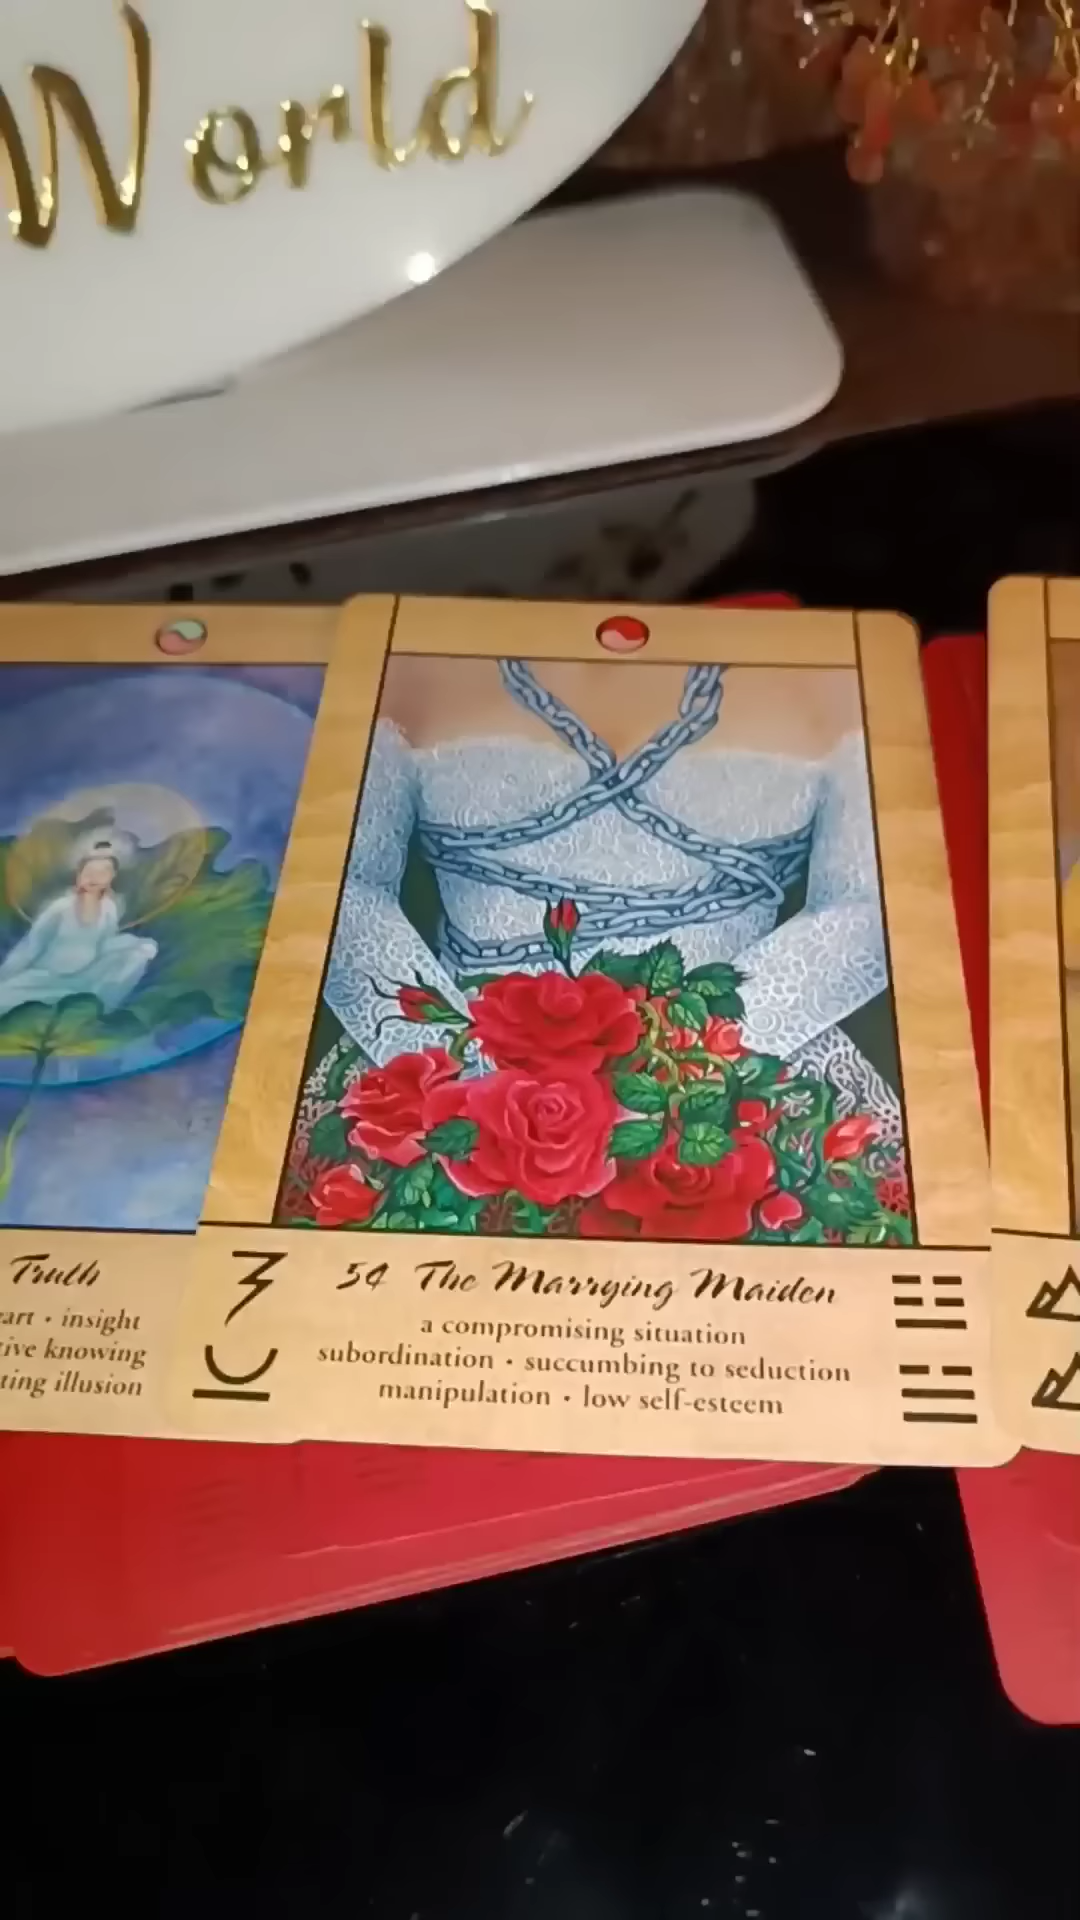 World
Truth
art • insight
tive knowing
ting illusion
54 The Marrying Maiden
a compromising situation
subordination • succumbing to seduction
manipulation • low self-esteem